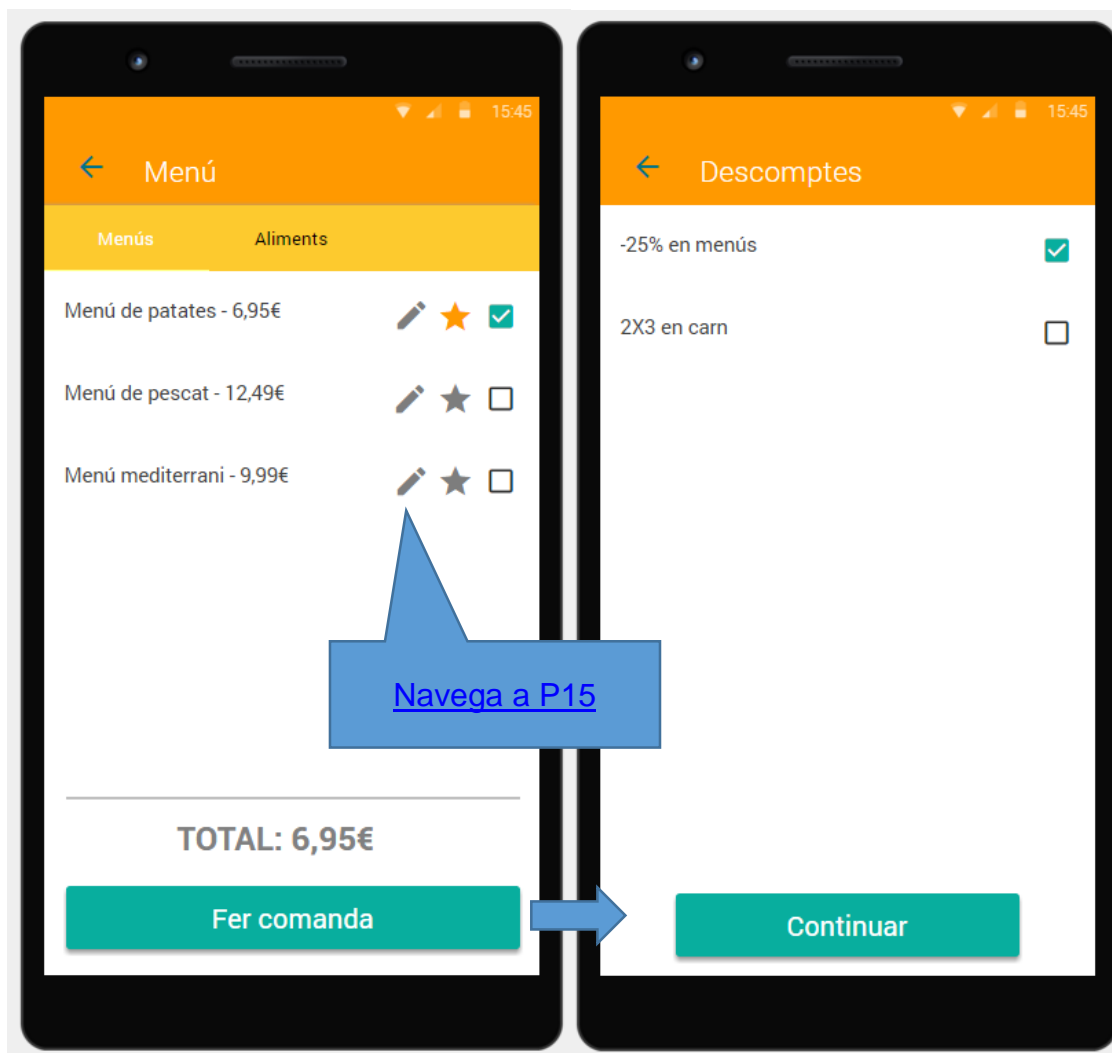 15:45
Menú
Menús Aliments
Menú de patates - 6,95€
Menú de pescat - 12,49€
Menú mediterrani - 9,99€
Navega a P15
TOTAL: 6,95€
Fer comanda
15:45
Descomptes
-25% en menús
2X3 en carn
Continuar